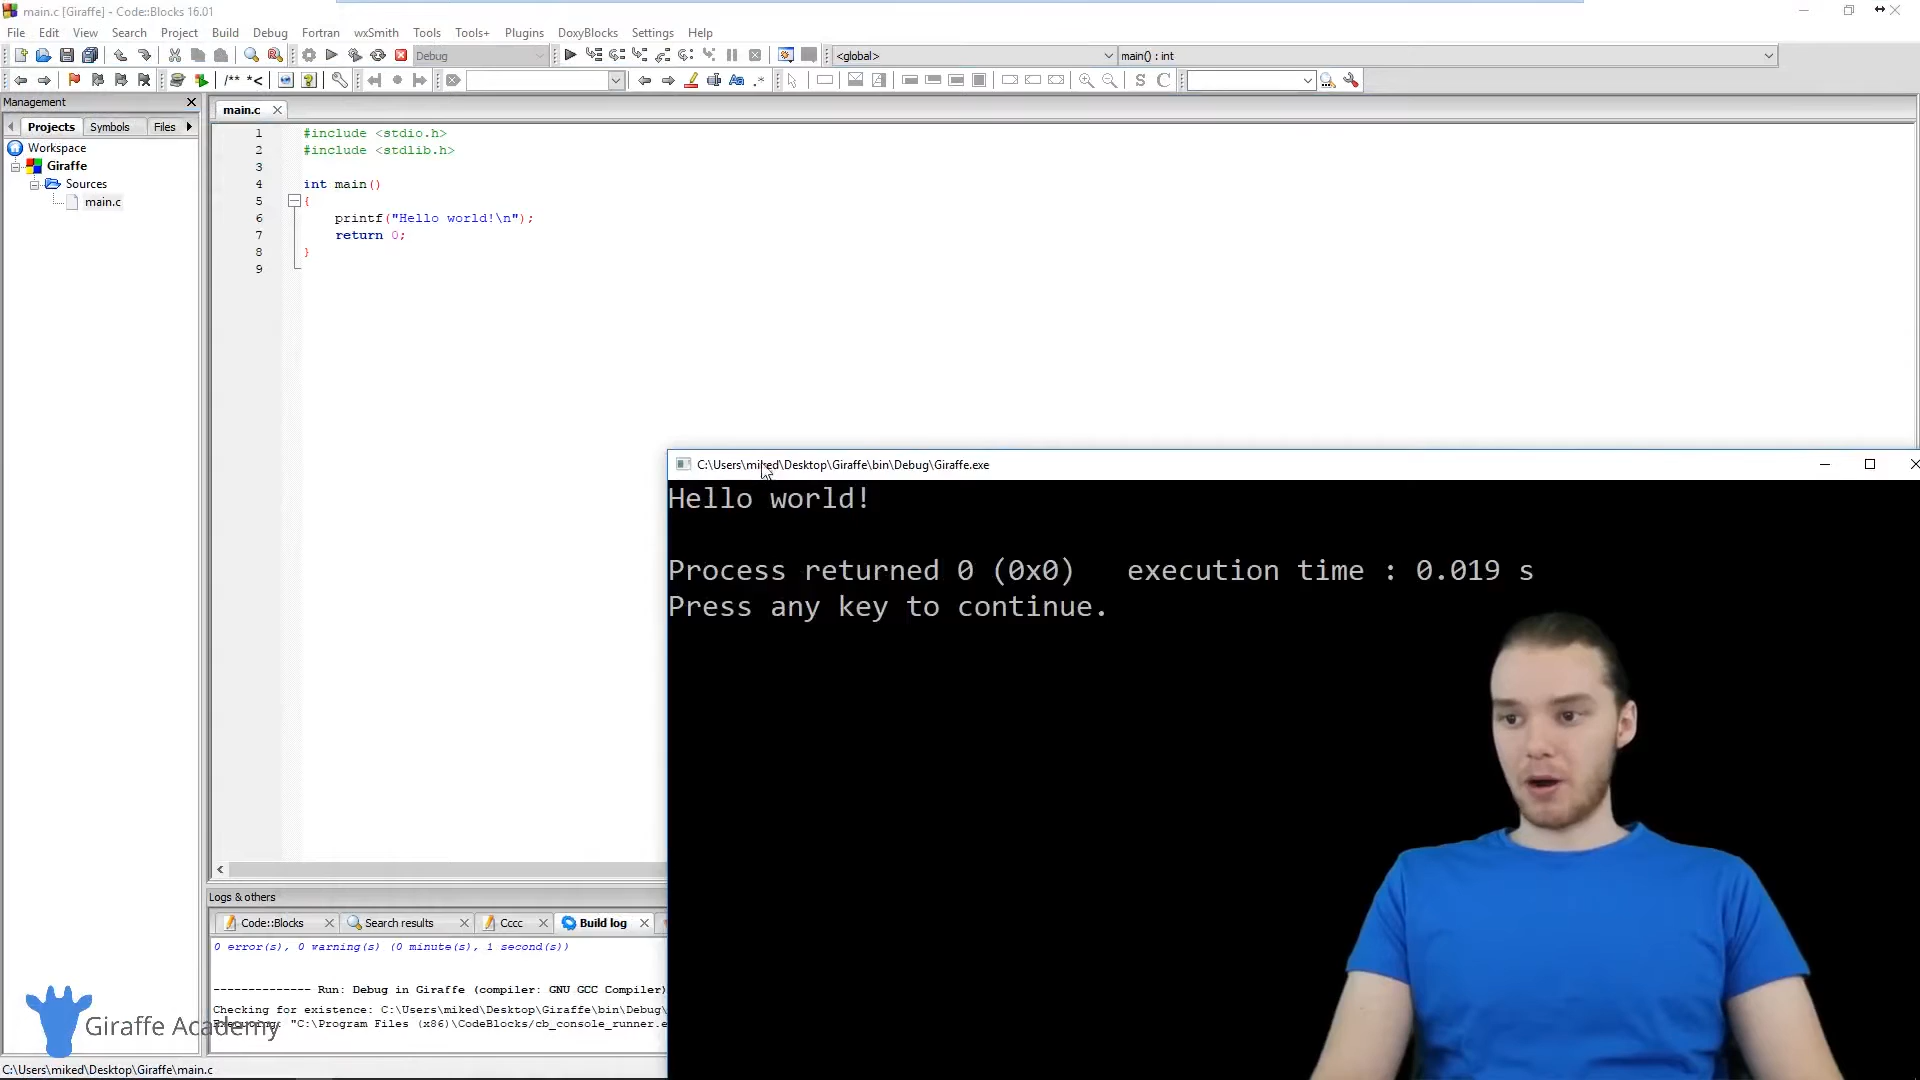 main.c [Giraffe] - Code::Blocks 16.01
File Edit View Search Project Build Debug Fortran wxSmith Tools Tools+ Plugins DoxyBlocks Settings Help
Debug <global> main() : int
/** *<
Management
Projects Symbols Files
main.c
Workspace
Giraffe
Sources
main.c
1 #include <stdio.h>
2 #include <stdlib.h>
3
4 int main()
5 {
6 printf("Hello world!\n");
7 return 0;
8 }
9
C:\Users\miked\Desktop\Giraffe\bin\Debug\Giraffe.exe
Hello world!
Process returned 0 (0x0) execution time : 0.019 s
Press any key to continue.
Logs & others
Code::Blocks Search results Cccc Build log
0 error(s), 0 warning(s) (0 minute(s), 1 second(s))
-------------- Run: Debug in Giraffe (compiler: GNU GCC Compiler)
Checking for existence: C:\Users\miked\Desktop\Giraffe\bin\Debug\
"C:\Program Files (x86)\CodeBlocks/cb_console_runner.e
Giraffe Academy
C:\Users\miked\Desktop\Giraffe\main.c